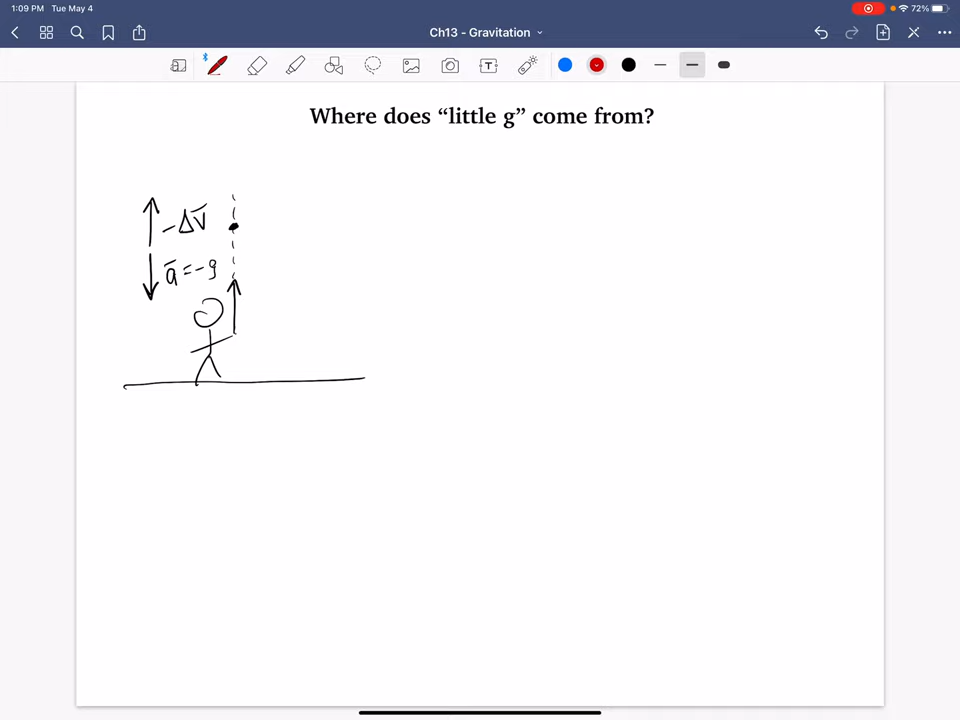 1:09 PM Tue May 4
72%
Ch13 - Gravitation
Where does “little g” come from?
-Δv̄
ā = -g